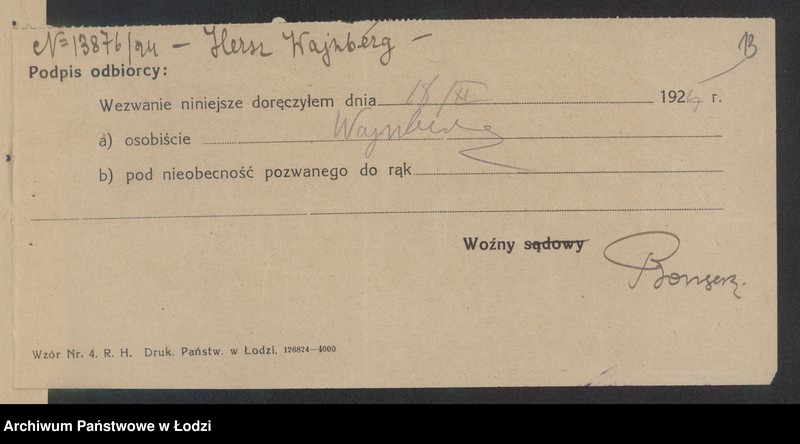 № 13876/24 – Hersz Wajnberg – 13
Podpis odbiorcy:
Wezwanie niniejsze doręczyłem dnia 18/XII 1924 r.
a) osobiście Wajnberg
b) pod nieobecność pozwanego do rąk
Woźny sądowy
Wzór Nr. 4. R. H. Druk. Państw. w Łodzi. 126824—4000
Archiwum Państwowe w Łodzi